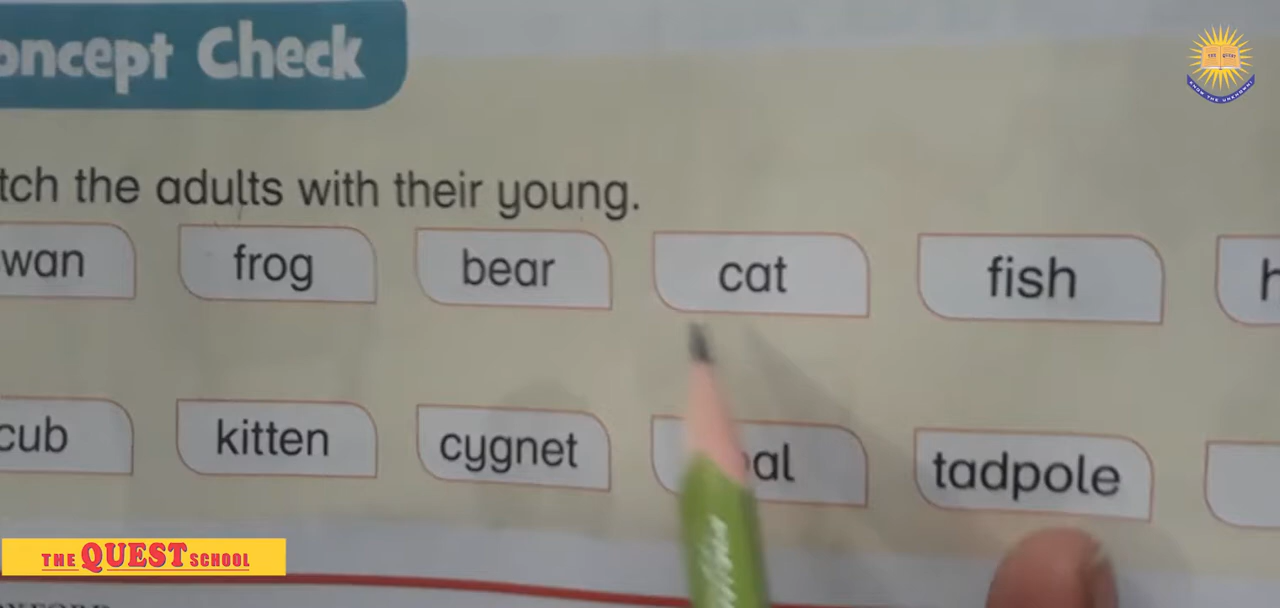 oncept Check
tch the adults with their young.
wan frog bear cat fish h
cub kitten cygnet al tadpole
THE QUEST SCHOOL